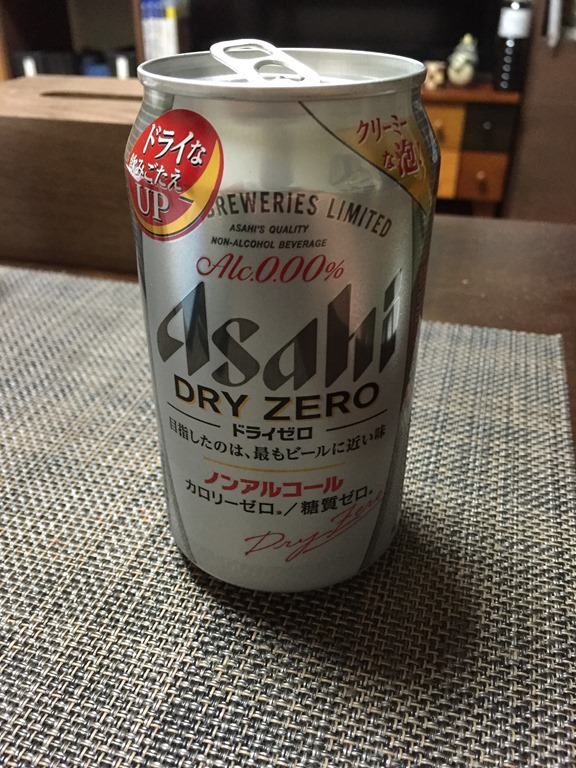 ドライな
飲みごたえ
UP
クリーミー
な泡
BREWERIES LIMITED
ASAHI'S QUALITY
NON-ALCOHOL BEVERAGE
Alc.0.00%
Asahi
DRY ZERO
ドライゼロ
目指したのは、最もビールに近い味
ノンアルコール
カロリーゼロ※/糖質ゼロ※
Dry Zero